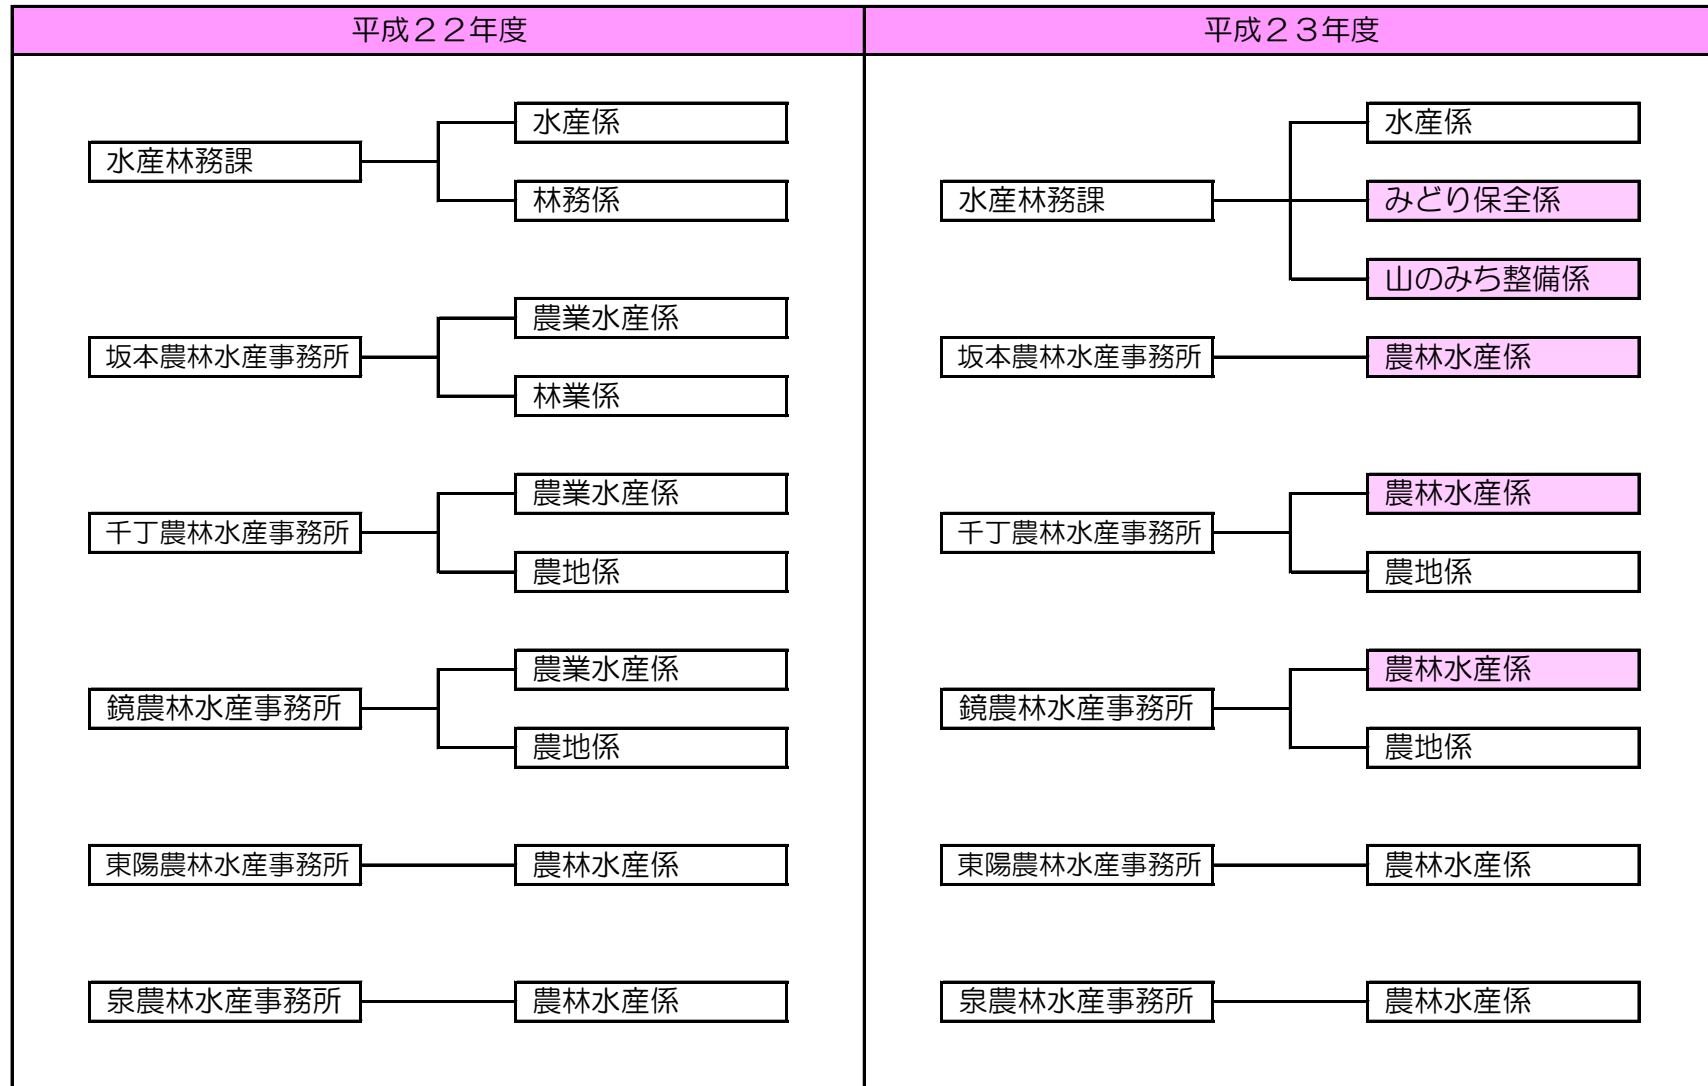 平成２２年度
水産林務課
水産係
林務係
坂本農林水産事務所
農業水産係
林業係
千丁農林水産事務所
農業水産係
農地係
鏡農林水産事務所
農業水産係
農地係
東陽農林水産事務所
農林水産係
泉農林水産事務所
農林水産係
平成２３年度
水産林務課
水産係
みどり保全係
山のみち整備係
坂本農林水産事務所
農林水産係
千丁農林水産事務所
農林水産係
農地係
鏡農林水産事務所
農林水産係
農地係
東陽農林水産事務所
農林水産係
泉農林水産事務所
農林水産係